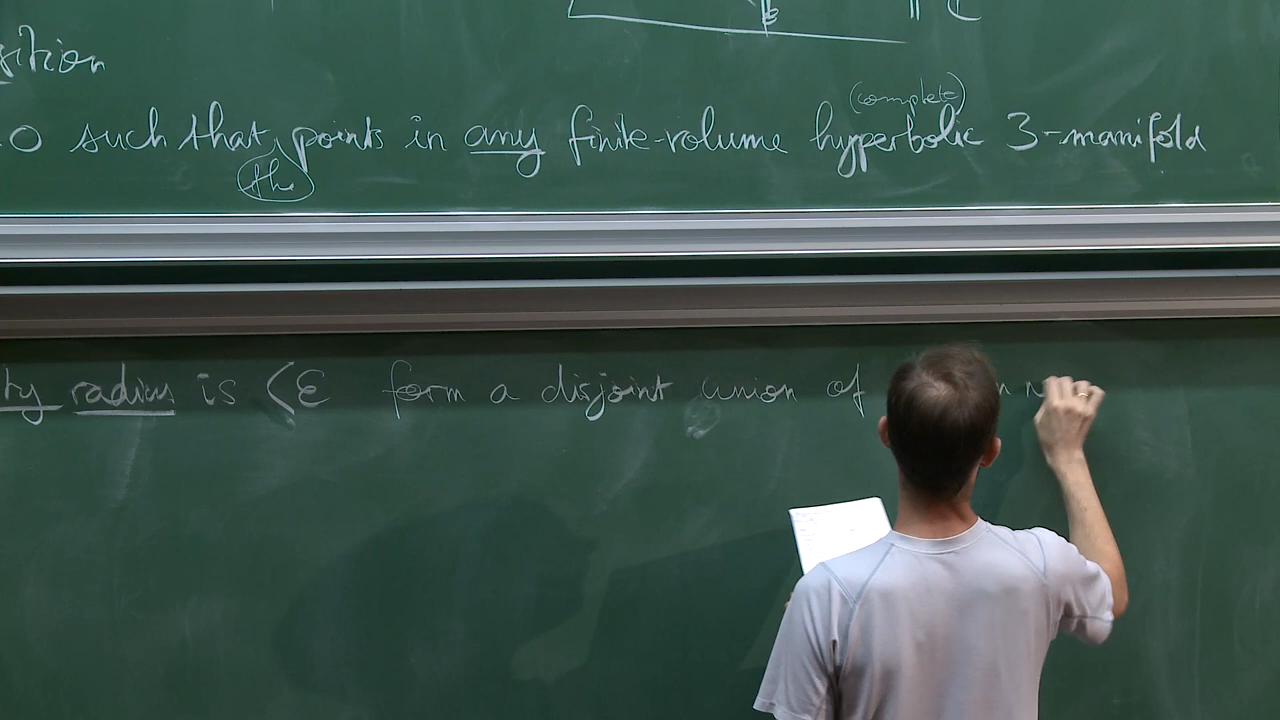 sition
0 such that points in any finite-volume hyperbolic 3-manifold
(complete)
the
ty radius is < ε form a disjoint union of